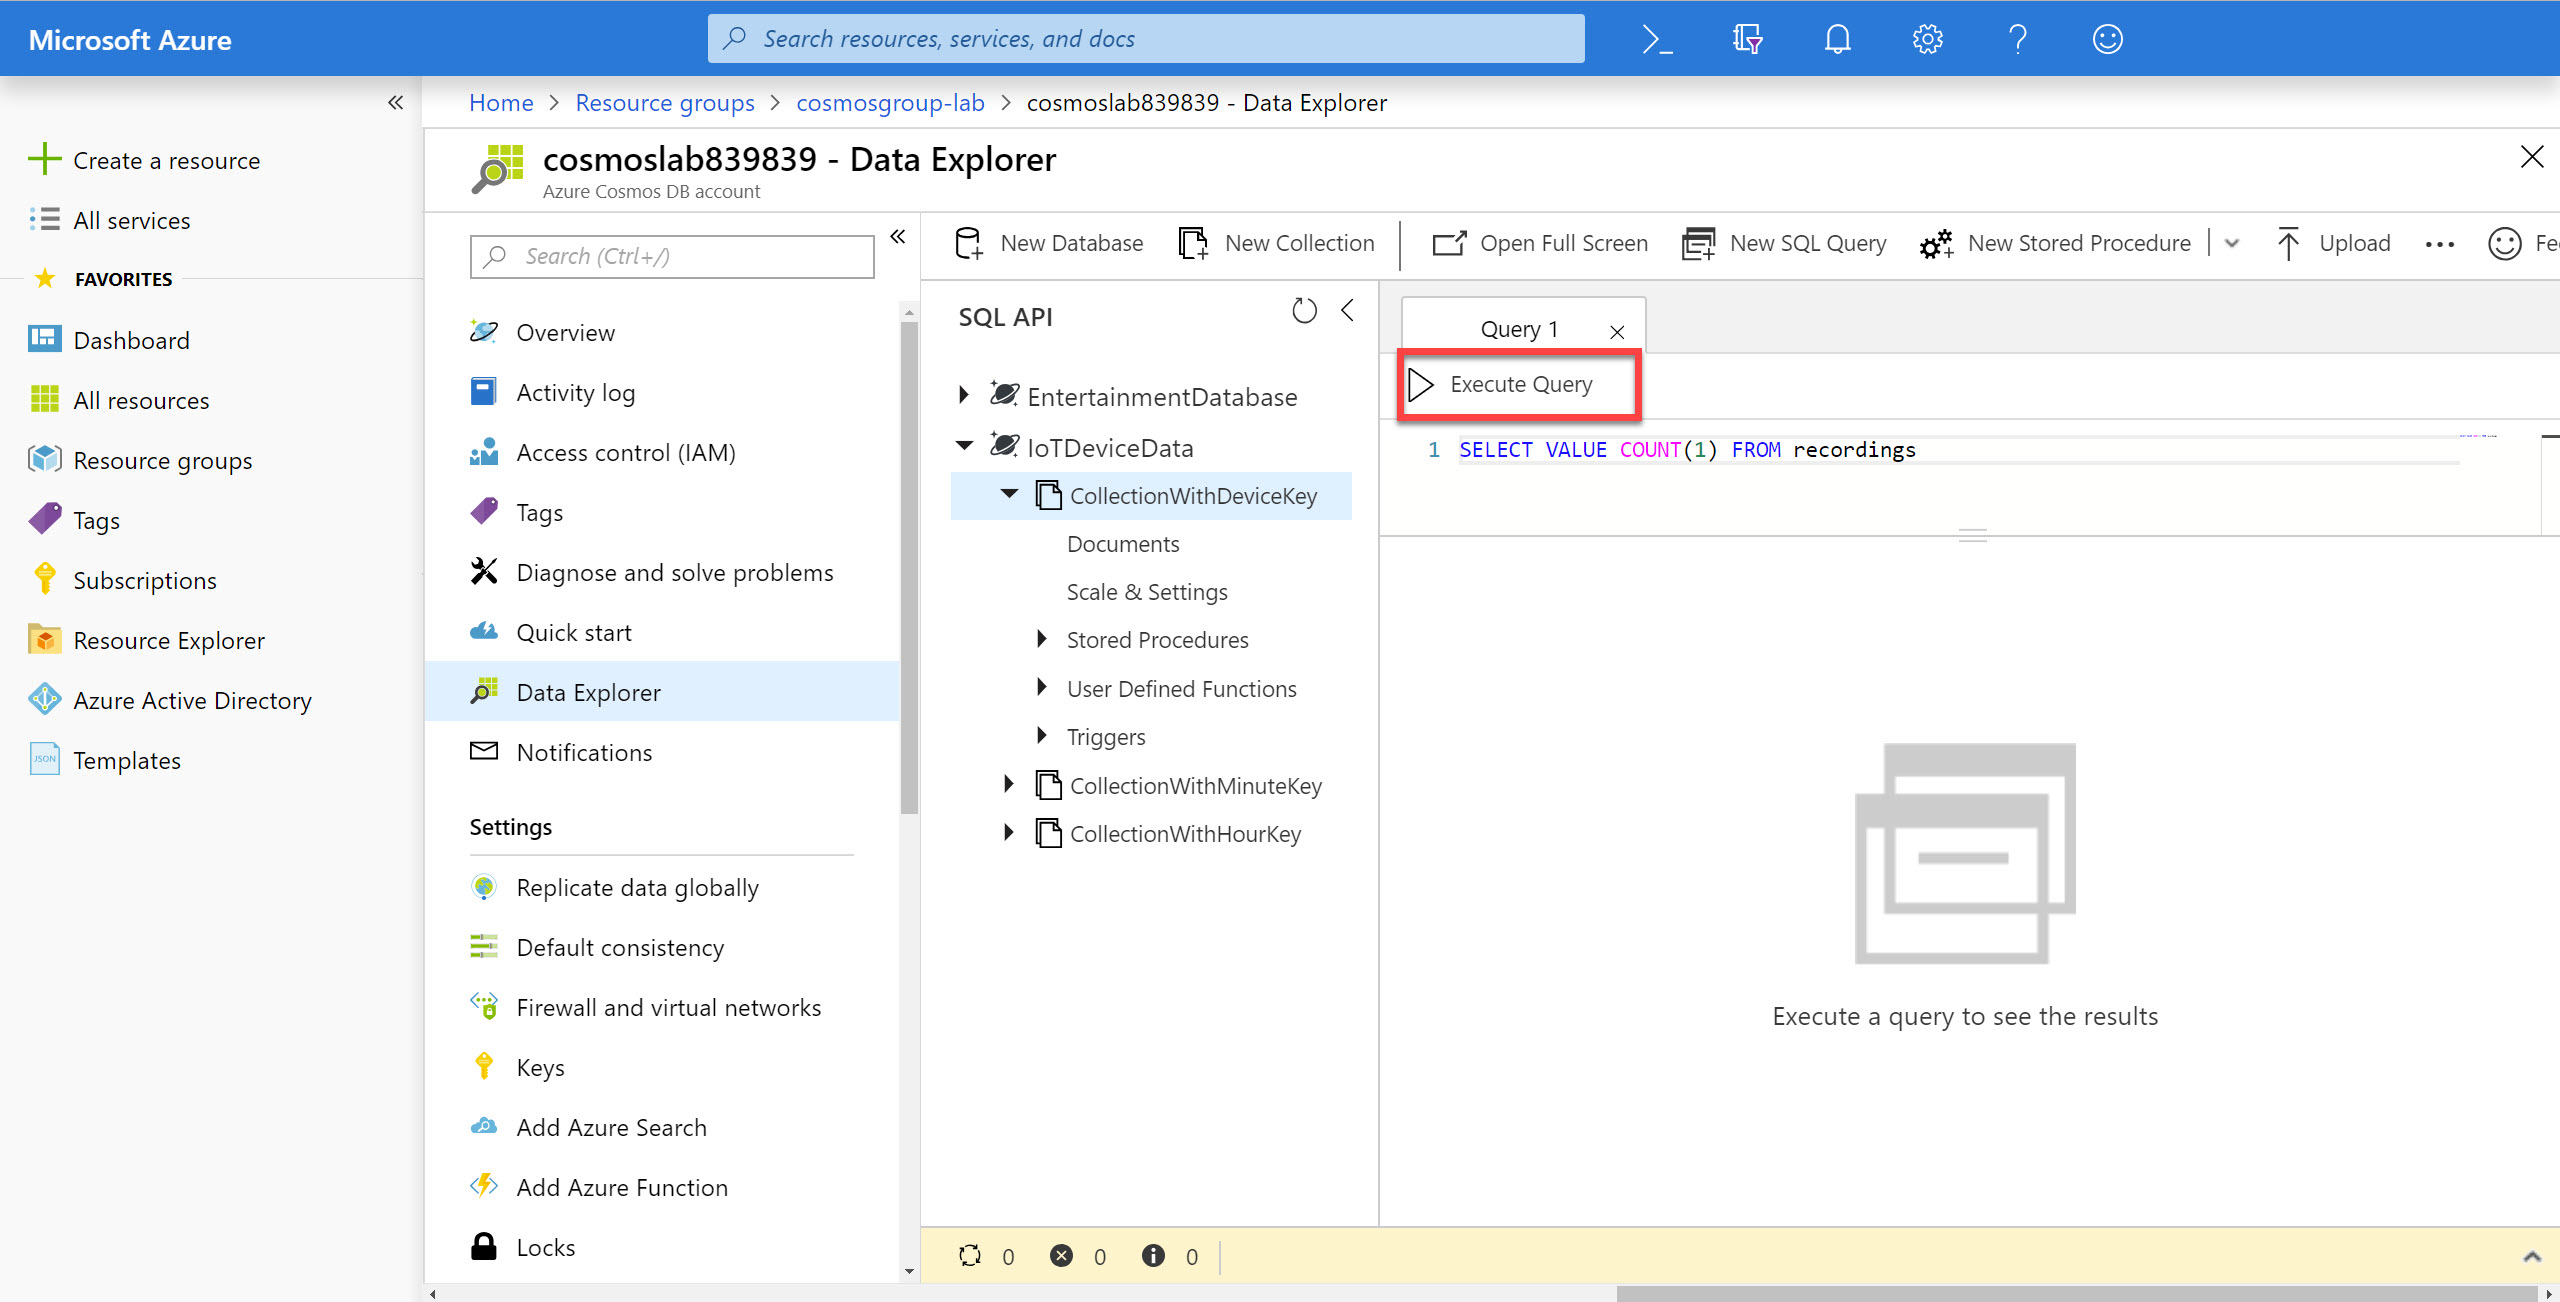 Microsoft Azure
Search resources, services, and docs
Home > Resource groups > cosmosgroup-lab > cosmoslab839839 - Data Explorer
Create a resource
All services
FAVORITES
Dashboard
All resources
Resource groups
Tags
Subscriptions
Resource Explorer
Azure Active Directory
JSON
Templates
cosmoslab839839 - Data Explorer
Azure Cosmos DB account
Search (Ctrl+/)
Overview
Activity log
Access control (IAM)
Tags
Diagnose and solve problems
Quick start
Data Explorer
Notifications
Settings
Replicate data globally
Default consistency
Firewall and virtual networks
Keys
Add Azure Search
Add Azure Function
Locks
New Database
New Collection
Open Full Screen
New SQL Query
New Stored Procedure
Upload
Fe
SQL API
EntertainmentDatabase
IoTDeviceData
CollectionWithDeviceKey
Documents
Scale & Settings
Stored Procedures
User Defined Functions
Triggers
CollectionWithMinuteKey
CollectionWithHourKey
Query 1
Execute Query
1 SELECT VALUE COUNT(1) FROM recordings
Execute a query to see the results
0 0 0